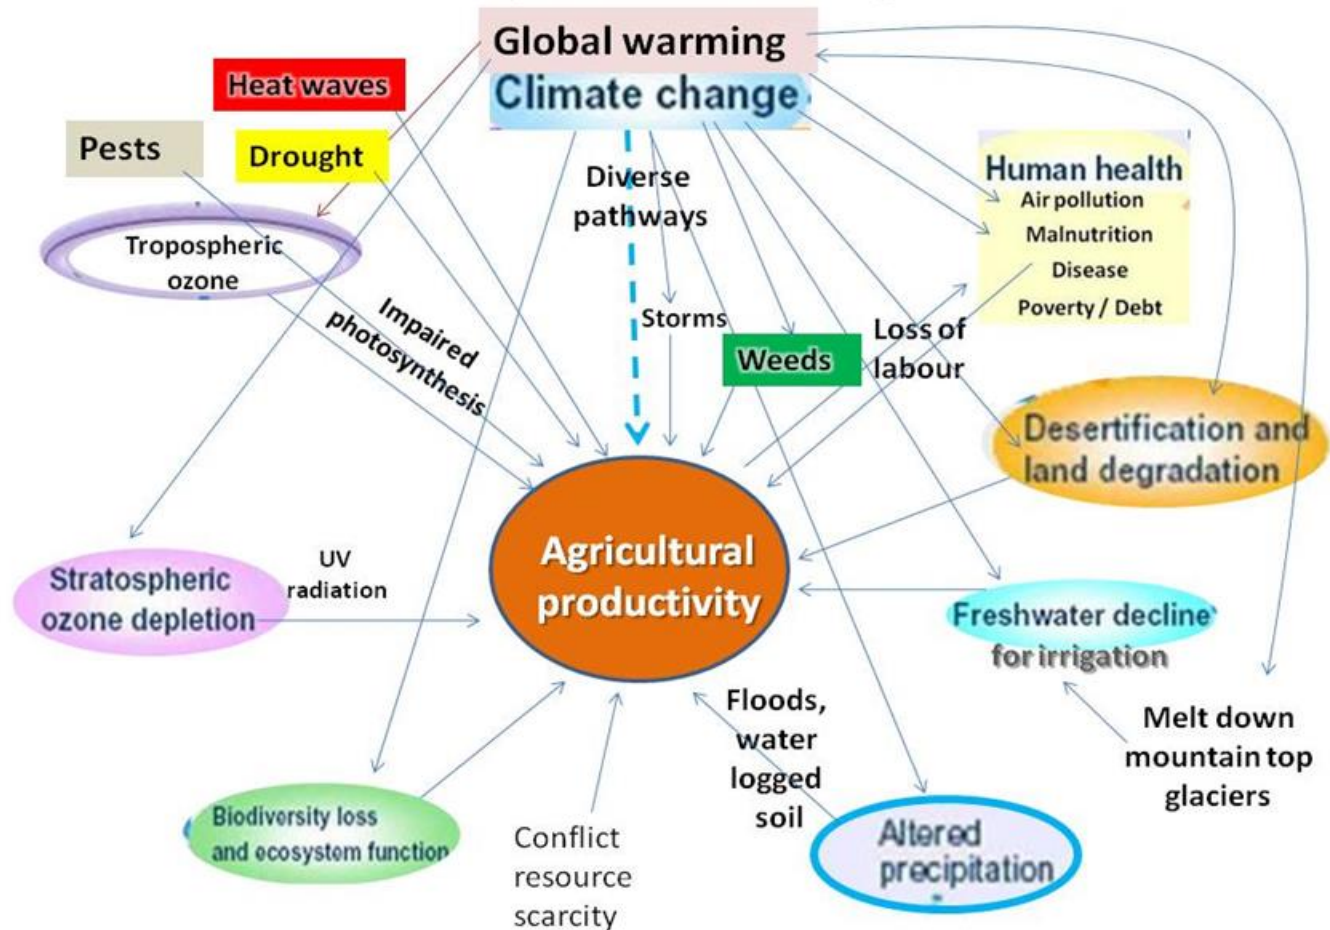 Global warming
Climate change
Heat waves
Pests
Drought
Diverse
pathways
Human health
Air pollution
Malnutrition
Disease
Poverty / Debt
Tropospheric
ozone
Impaired
photosynthesis
Storms
Weeds
Loss of
labour
Desertification and
land degradation
Agricultural
productivity
Stratospheric
ozone depletion
UV
radiation
Freshwater decline
for irrigation
Floods,
water
logged
soil
Melt down
mountain top
glaciers
Biodiversity loss
and ecosystem function
Conflict
resource
scarcity
Altered
precipitation